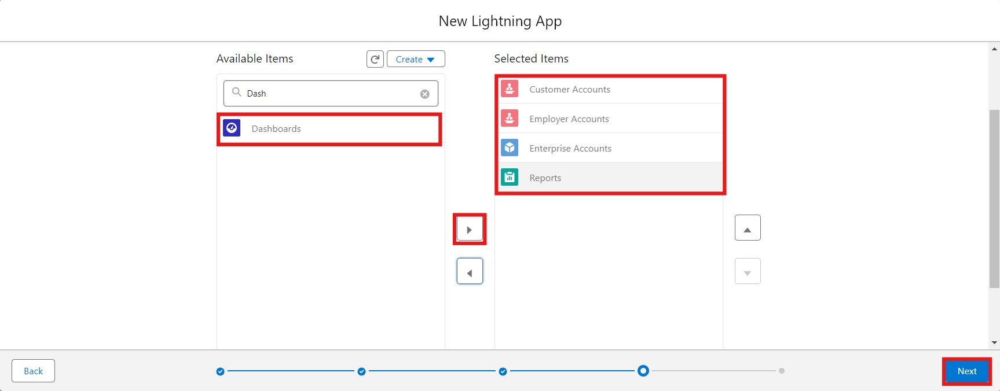 New Lightning App
Available Items
Create
Selected Items
Dash
Dashboards
Customer Accounts
Employer Accounts
Enterprise Accounts
Reports
Back
Next